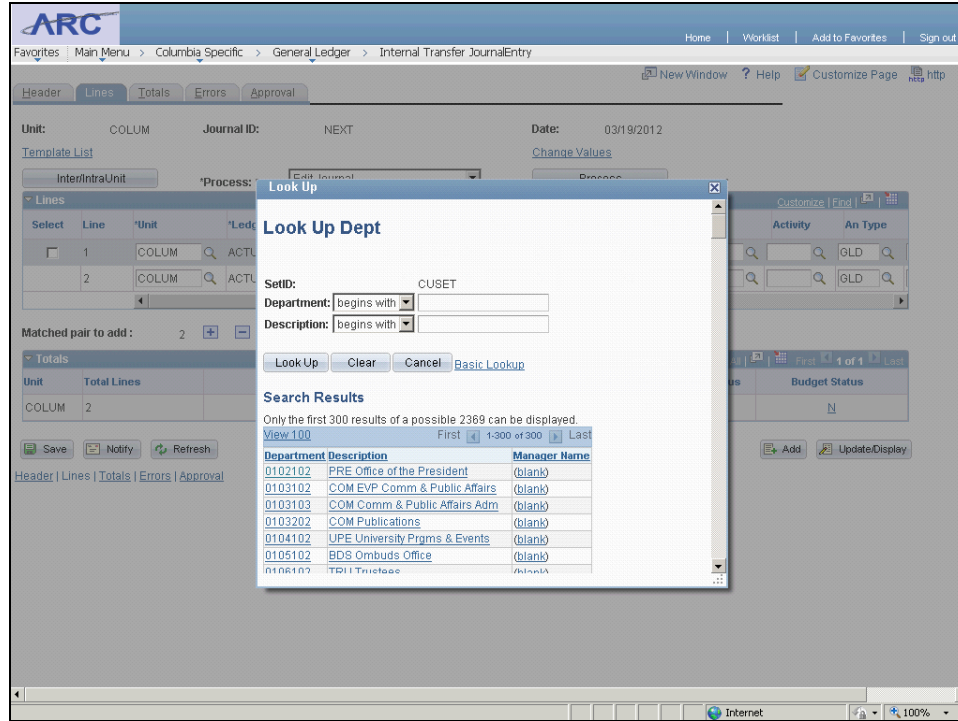 ARC
Home | Worklist | Add to Favorites | Sign out
Favorites Main Menu > Columbia Specific > General Ledger > Internal Transfer JournalEntry
New Window ? Help Customize Page http
Header Lines Totals Errors Approval
Unit: COLUM Journal ID: NEXT Date: 03/19/2012
Template List Change Values
Inter/IntraUnit *Process: Edit Journal Process
Lines Customize | Find |
Select Line *Unit *Ledg Activity An Type
1 COLUM ACTU GLD
2 COLUM ACTU GLD
Matched pair to add : 2
Totals First 1 of 1 Last
Unit Total Lines Budget Status
COLUM 2 N
Save Notify Refresh Add Update/Display
Header | Lines | Totals | Errors | Approval
Look Up
Look Up Dept
SetID: CUSET
Department: begins with
Description: begins with
Look Up Clear Cancel Basic Lookup
Search Results
Only the first 300 results of a possible 2369 can be displayed.
View 100 First 1-300 of 300 Last
Department Description Manager Name
0102102 PRE Office of the President (blank)
0103102 COM EVP Comm & Public Affairs (blank)
0103103 COM Comm & Public Affairs Adm (blank)
0103202 COM Publications (blank)
0104102 UPE University Prgms & Events (blank)
0105102 BDS Ombuds Office (blank)
0106102 TRU Trustees (blank)
Internet 100%